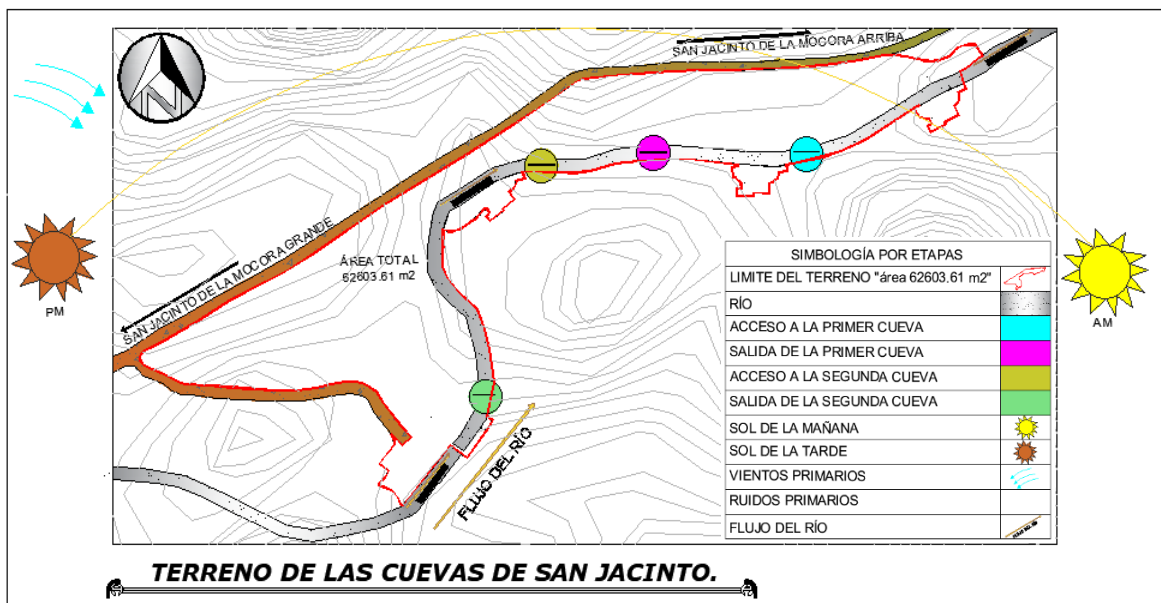 SAN JACINTO DE LA MOCORA ARRIBA
N
SAN JACINTO DE LA MOCORA GRANDE
ÁREA TOTAL
62603.61 m2
PM
AM
FLUJO DEL RÍO
SIMBOLOGÍA POR ETAPAS
LIMITE DEL TERRENO "área 62603.61 m2"
RÍO
ACCESO A LA PRIMER CUEVA
SALIDA DE LA PRIMER CUEVA
ACCESO A LA SEGUNDA CUEVA
SALIDA DE LA SEGUNDA CUEVA
SOL DE LA MAÑANA
SOL DE LA TARDE
VIENTOS PRIMARIOS
RUIDOS PRIMARIOS
FLUJO DEL RÍO
TERRENO DE LAS CUEVAS DE SAN JACINTO.